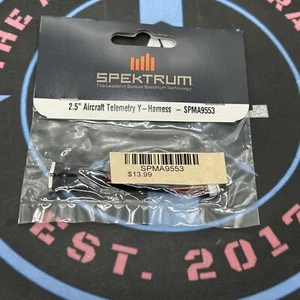 THE A
RA
SPEKTRUM
The Leader in Spread Spectrum Technology
2.5" Aircraft Telemetry Y-Harness - SPMA9553
SPMA9553
$13.99
EST. 2017